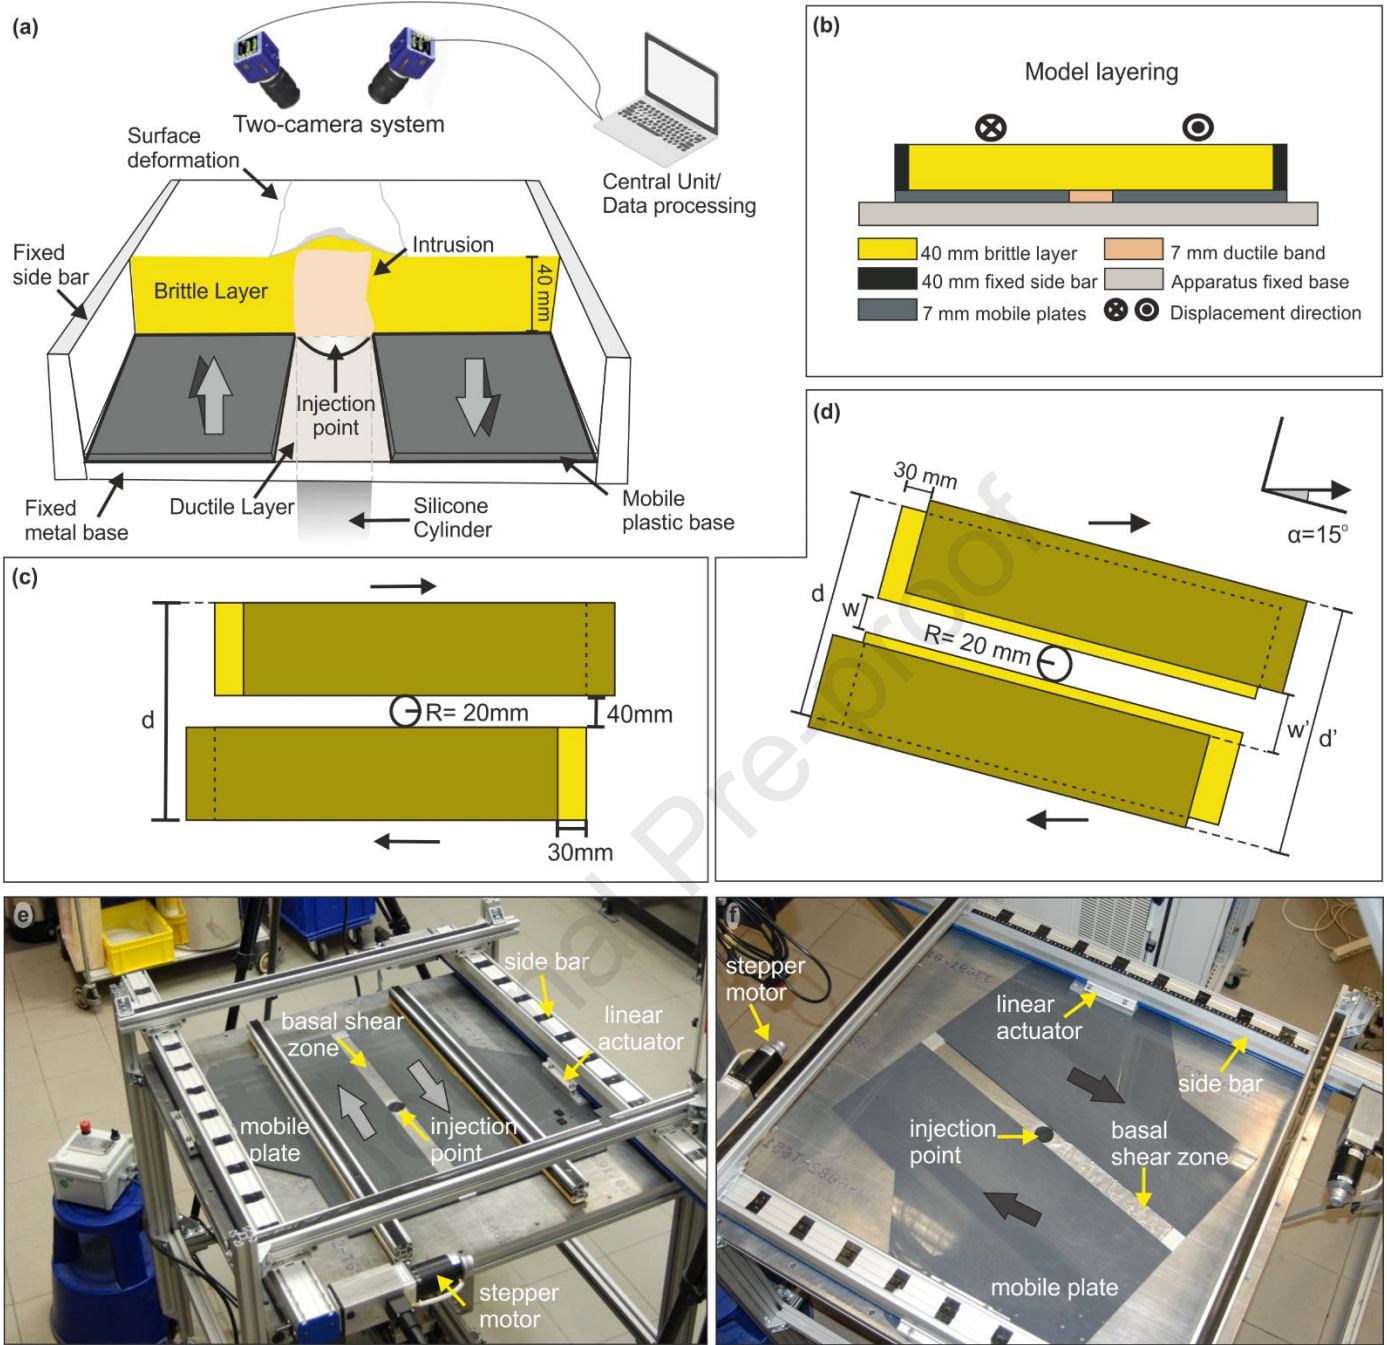 (a)
Two-camera system
Surface
deformation
Central Unit/
Data processing
Fixed
side bar
Intrusion
Brittle Layer
40 mm
Injection
point
Fixed
metal base
Ductile Layer
Silicone
Cylinder
Mobile
plastic base
(b)
Model layering
40 mm brittle layer
7 mm ductile band
40 mm fixed side bar
Apparatus fixed base
7 mm mobile plates
Displacement direction
(c)
d
R= 20mm
40mm
30mm
(d)
30 mm
α=15°
d
w
R= 20 mm
w'
d'
e
side bar
basal shear
zone
linear
actuator
mobile
plate
injection
point
stepper
motor
f
stepper
motor
linear
actuator
side bar
injection
point
basal
shear zone
mobile plate